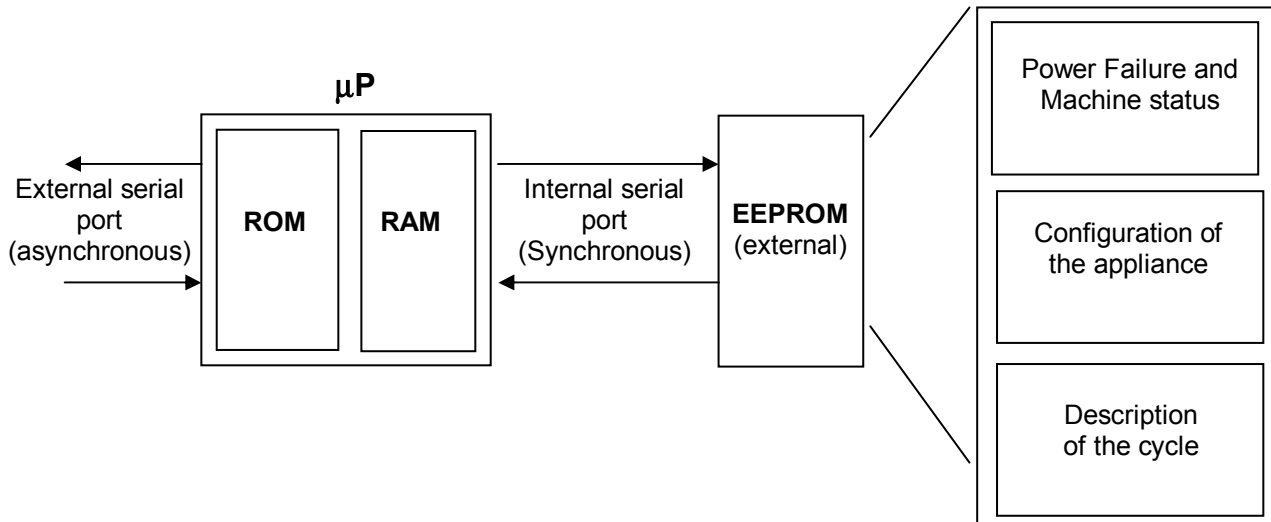 μP
External serial
port
(asynchronous)
ROM
RAM
Internal serial
port
(Synchronous)
EEPROM
(external)
Power Failure and
Machine status
Configuration of
the appliance
Description
of the cycle